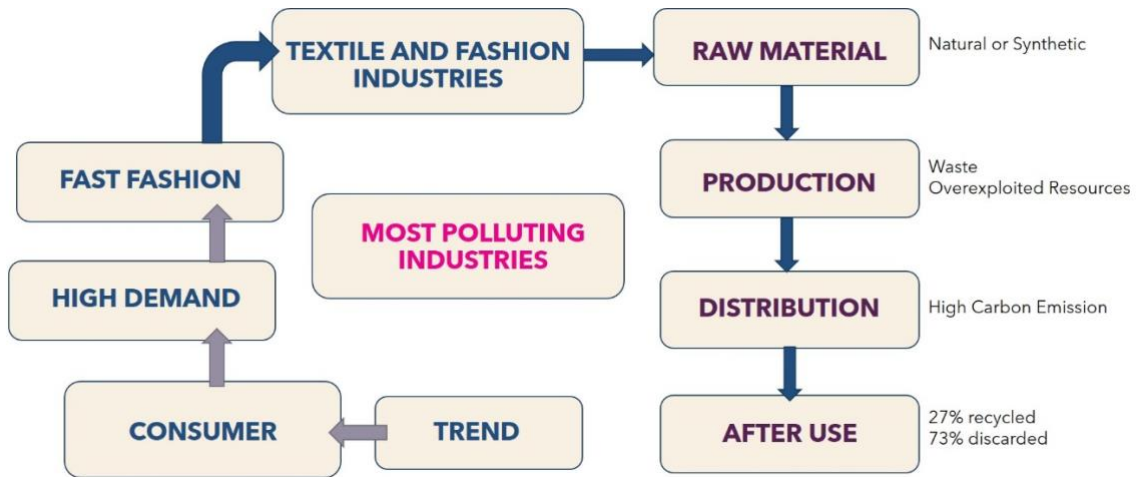 TEXTILE AND FASHION
INDUSTRIES
RAW MATERIAL
Natural or Synthetic
FAST FASHION
PRODUCTION
Waste
Overexploited Resources
MOST POLLUTING
INDUSTRIES
HIGH DEMAND
DISTRIBUTION
High Carbon Emission
CONSUMER
TREND
AFTER USE
27% recycled
73% discarded